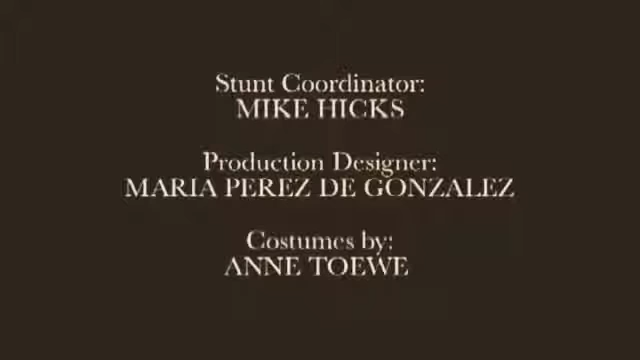 Stunt Coordinator:
MIKE HICKS
Production Designer:
MARIA PEREZ DE GONZALEZ
Costumes by:
ANNE TOEWE